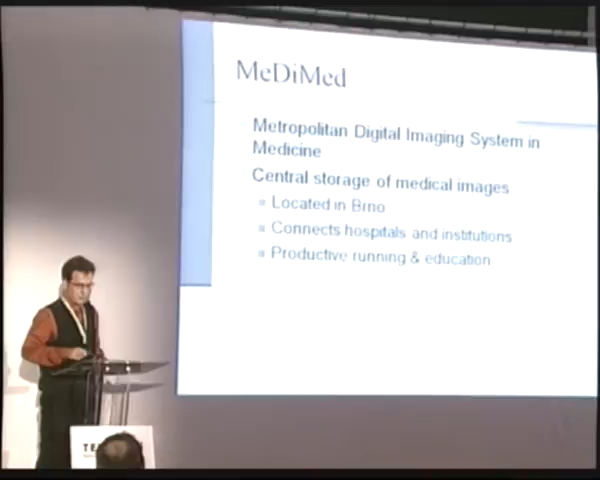 MeDiMed
Metropolitan Digital Imaging System in
Medicine
Central storage of medical images
Located in Brno
Connects hospitals and institutions
Productive running & education